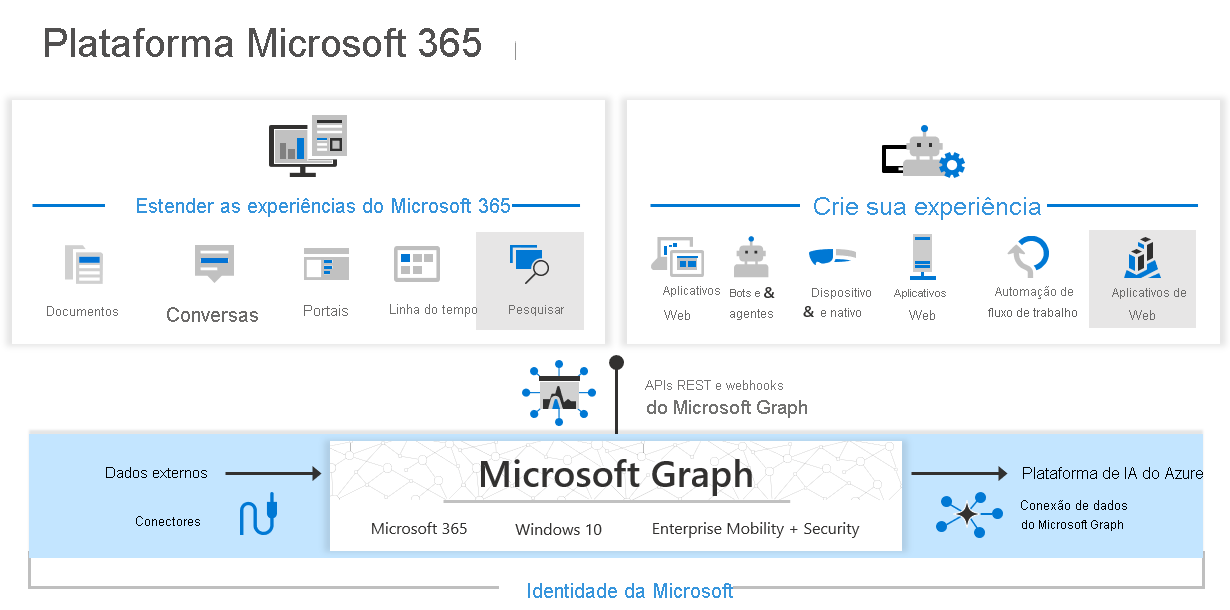 Plataforma Microsoft 365
Estender as experiências do Microsoft 365
Documentos
Conversas
Portais
Linha do tempo
Pesquisar
Crie sua experiência
Aplicativos
Web
Bots e &
agentes
Dispositivo
& e nativo
Aplicativos
Web
Automação de
fluxo de trabalho
Aplicativos de
Web
APIs REST e webhooks
do Microsoft Graph
Dados externos
Conectores
Microsoft Graph
Microsoft 365
Windows 10
Enterprise Mobility + Security
Plataforma de IA do Azure
Conexão de dados
do Microsoft Graph
Identidade da Microsoft